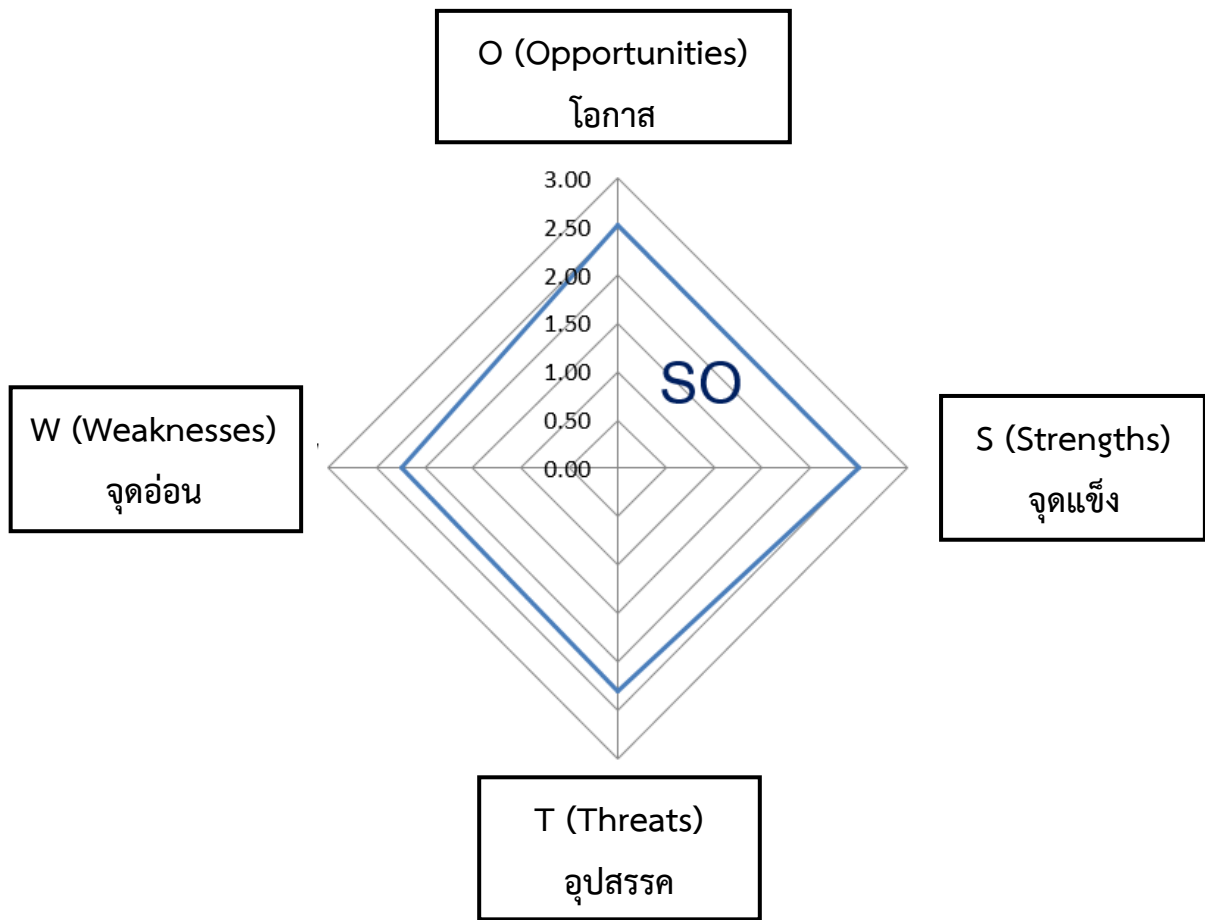 O (Opportunities)
โอกาส
3.00
2.50
2.00
1.50
1.00
0.50
0.00
SO
W (Weaknesses)
จุดอ่อน
S (Strengths)
จุดแข็ง
T (Threats)
อุปสรรค